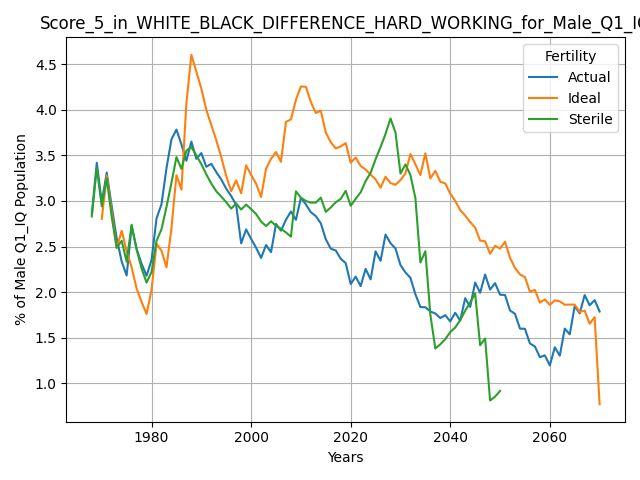 Score_5_in_WHITE_BLACK_DIFFERENCE_HARD_WORKING_for_Male_Q1_IQ
Fertility
Actual
Ideal
Sterile
% of Male Q1_IQ Population
4.5
4.0
3.5
3.0
2.5
2.0
1.5
1.0
1980 2000 2020 2040 2060
Years